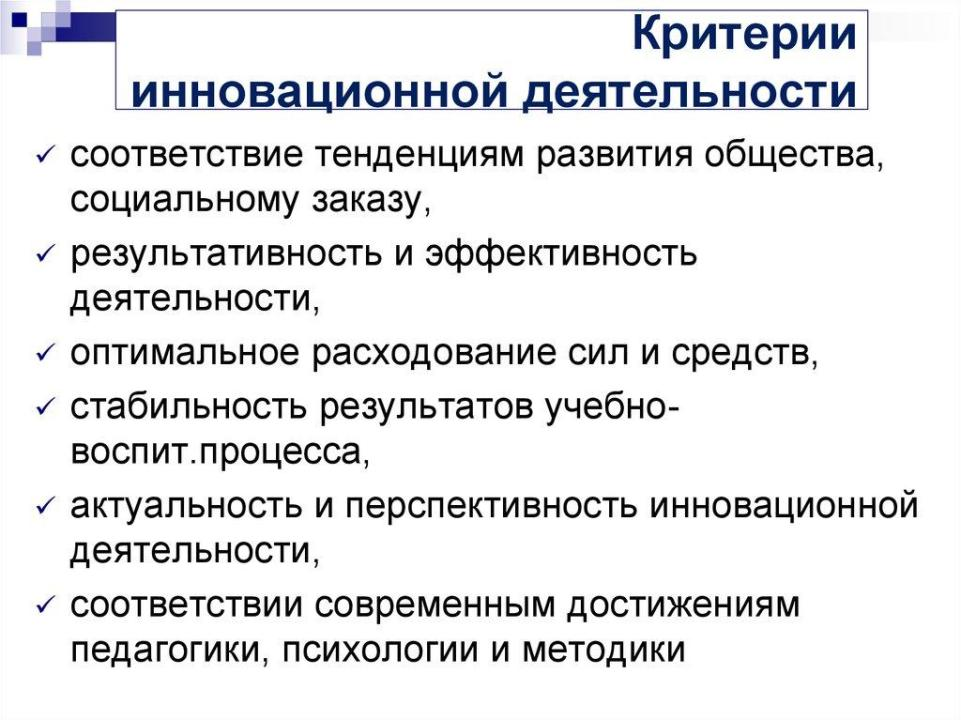 Критерии
инновационной деятельности
соответствие тенденциям развития общества,
социальному заказу,
результативность и эффективность
деятельности,
оптимальное расходование сил и средств,
стабильность результатов учебно-
воспит.процесса,
актуальность и перспективность инновационной
деятельности,
соответствии современным достижениям
педагогики, психологии и методики